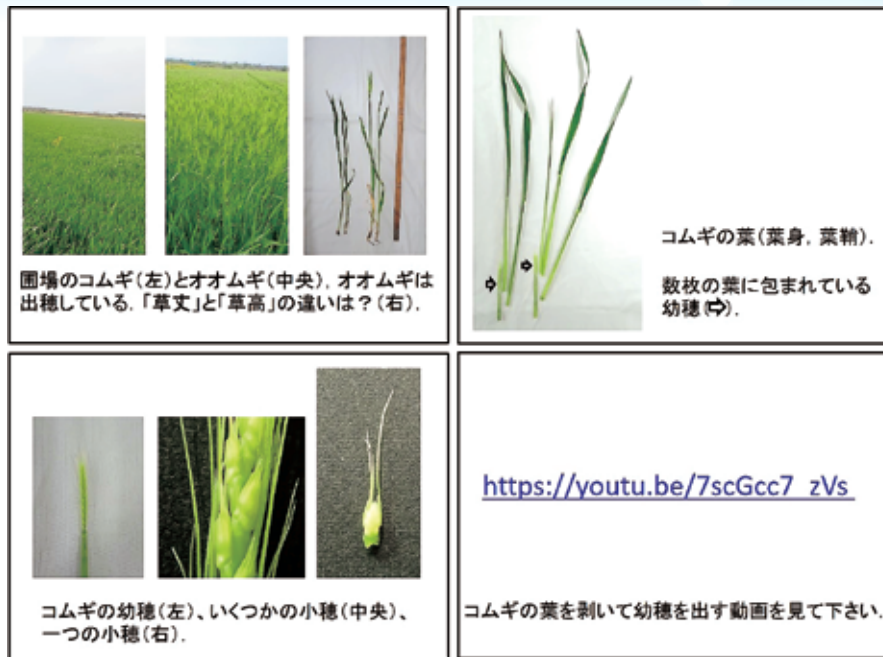 圃場のコムギ(左)とオオムギ(中央).オオムギは
出穂している.「草丈」と「草高」の違いは?(右).
コムギの葉(葉身,葉鞘).
数枚の葉に包まれている
幼穂(⇨).
コムギの幼穂(左)、いくつかの小穂(中央)、
一つの小穂(右).
https://youtu.be/7scGcc7_zVs
コムギの葉を剥いて幼穂を出す動画を見て下さい.